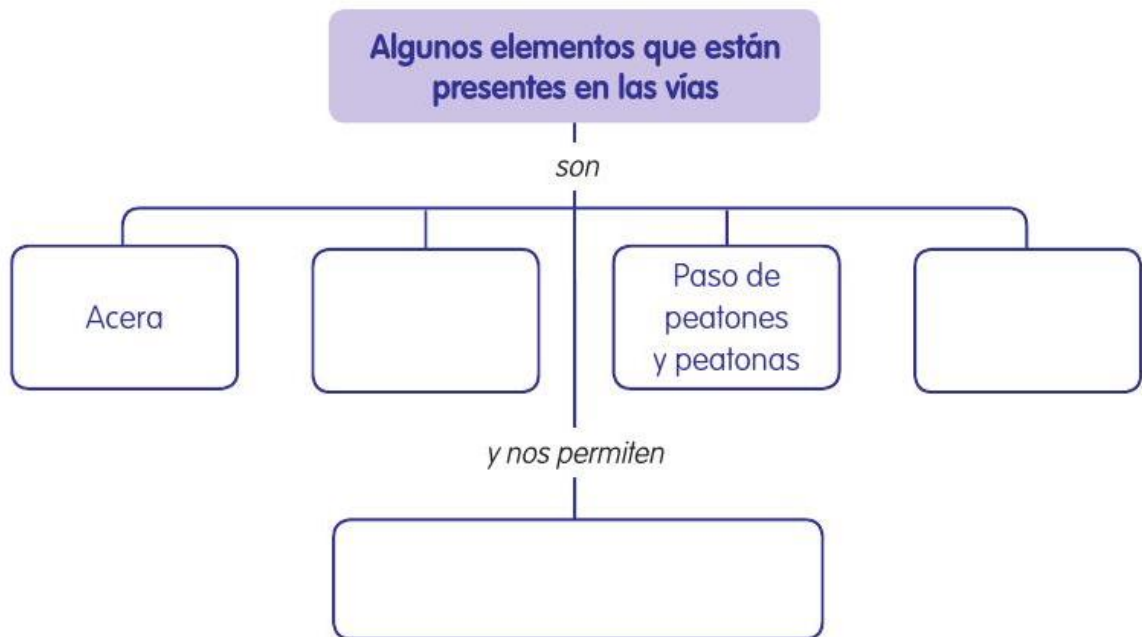 Algunos elementos que están
presentes en las vías
son
Acera
Paso de
peatones
y peatonas
y nos permiten